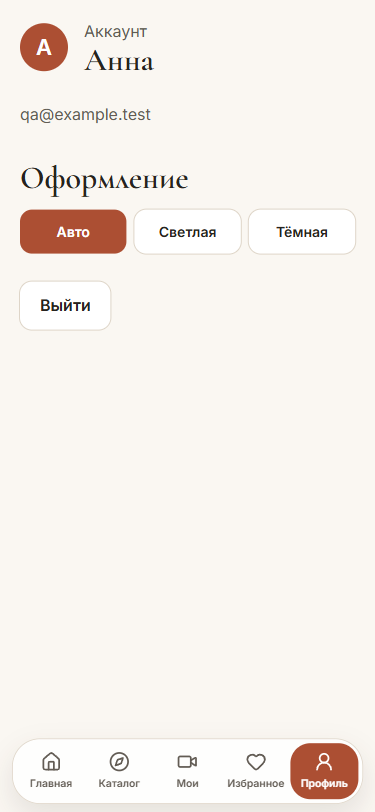 A
Аккаунт
Анна
qa@example.test
Оформление
Авто
Светлая
Тёмная
Выйти
Главная
Каталог
Мои
Избранное
Профиль